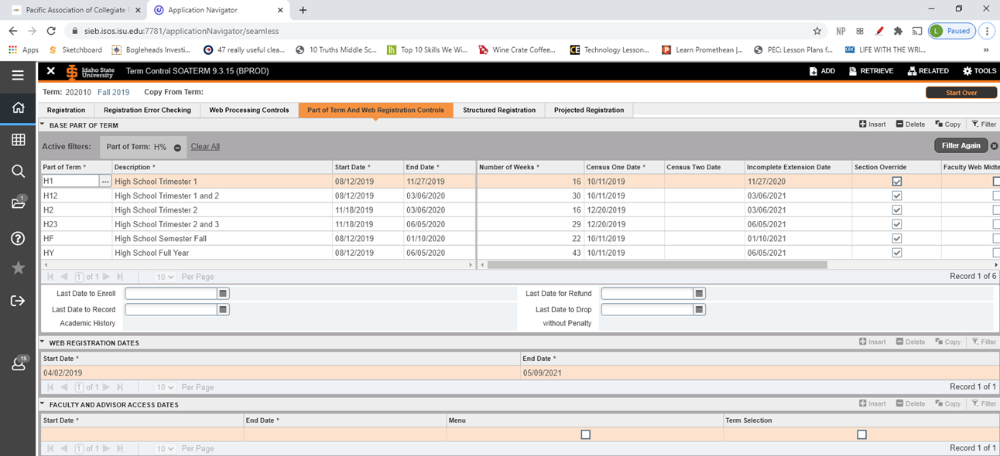 Pacific Association of Collegiate R
Application Navigator
sieb.isos.isu.edu:7781/applicationNavigator/seamless
NP
L Paused
Apps Sketchboard Bogleheads Investi... 47 really useful clea... 10 Truths Middle Sc... Top 10 Skills We Wi... Wine Crate Coffee... CE Technology Lesson... Learn Promethean |... PEC: Lesson Plans f... LIFE WITH THE WRI... »
Idaho State University Term Control SOATERM 9.3.15 (BPROD) ADD RETRIEVE RELATED TOOLS
Term: 202010 Fall 2019 Copy From Term: Start Over
Registration Registration Error Checking Web Processing Controls Part of Term And Web Registration Controls Structured Registration Projected Registration
BASE PART OF TERM Insert Delete Copy Filter
Active filters: Part of Term: H% Clear All Filter Again
Part of Term * Description * Start Date * End Date * Number of Weeks * Census One Date * Census Two Date Incomplete Extension Date Section Override Faculty Web Midte
H1 ... High School Trimester 1 08/12/2019 11/27/2019 16 10/11/2019 11/27/2020
H12 High School Trimester 1 and 2 08/12/2019 03/06/2020 30 10/11/2019 03/06/2021
H2 High School Trimester 2 11/18/2019 03/06/2020 16 12/20/2019 03/06/2021
H23 High School Trimester 2 and 3 11/18/2019 06/05/2020 29 12/20/2019 06/05/2021
HF High School Semester Fall 08/12/2019 01/10/2020 22 10/11/2019 01/10/2021
HY High School Full Year 08/12/2019 06/05/2020 43 10/11/2019 06/05/2021
1 of 1 10 Per Page Record 1 of 6
Last Date to Enroll Last Date for Refund
Last Date to Record Last Date to Drop
Academic History without Penalty
WEB REGISTRATION DATES Insert Delete Copy Filter
Start Date * End Date *
04/02/2019 05/09/2021
1 of 1 10 Per Page Record 1 of 1
FACULTY AND ADVISOR ACCESS DATES Insert Delete Copy Filter
Start Date * End Date * Menu Term Selection
1 of 1 10 Per Page Record 1 of 1
1
15